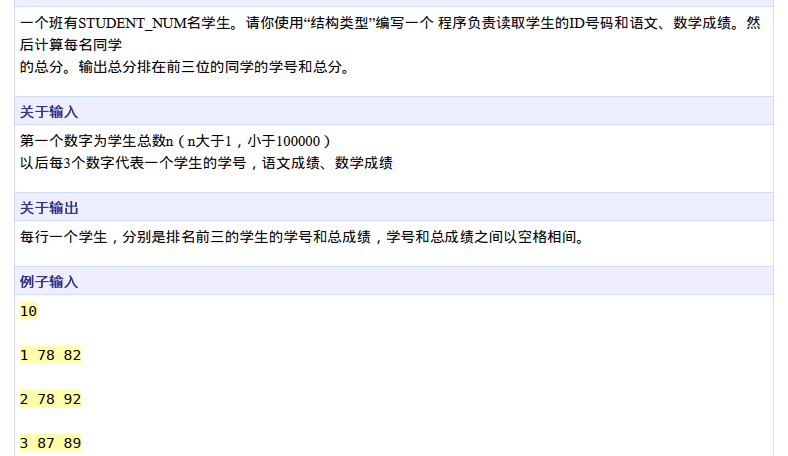 一个班有STUDENT_NUM名学生。请你使用“结构类型”编写一个 程序负责读取学生的ID号码和语文、数学成绩。然
后计算每名同学
的总分。输出总分排在前三位的同学的学号和总分。
关于输入
第一个数字为学生总数n（n大于1，小于100000）
以后每3个数字代表一个学生的学号，语文成绩、数学成绩
关于输出
每行一个学生，分别是排名前三的学生的学号和总成绩，学号和总成绩之间以空格相间。
例子输入
10
1 78 82
2 78 92
3 87 89